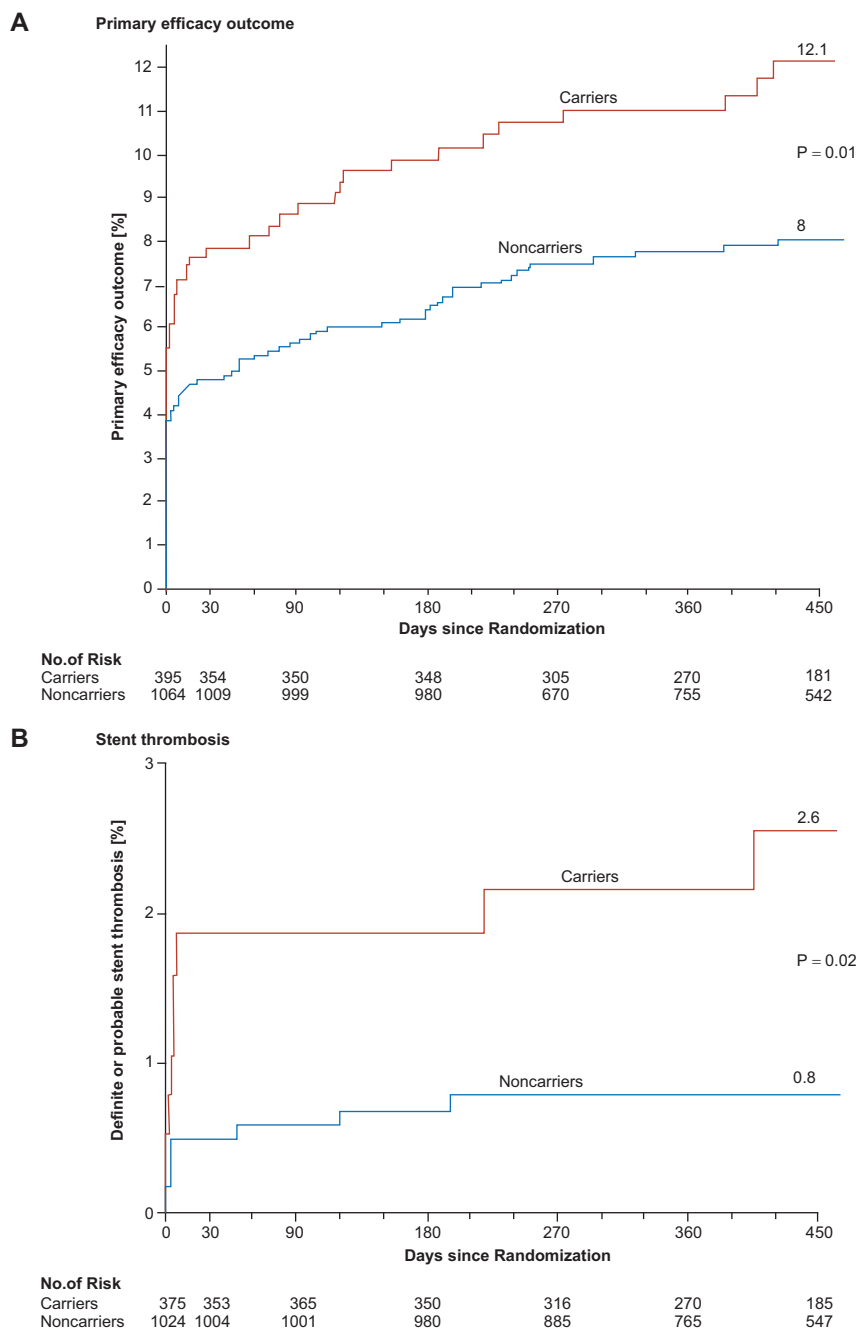 A
Primary efficacy outcome
12.1
12
Carriers
11
P = 0.01
10
9
Noncarriers
8
8
7
6
5
4
3
2
1
0
Primary efficacy outcome [%]
0 30 90 180 270 360 450
Days since Randomization
No.of Risk
Carriers 395 354 350 348 305 270 181
Noncarriers 1064 1009 999 980 670 755 542
B
Stent thrombosis
3
2.6
Carriers
2
P = 0.02
1
Noncarriers
0.8
0
Definite or probable stent thrombosis [%]
0 30 90 180 270 360 450
Days since Randomization
No.of Risk
Carriers 375 353 365 350 316 270 185
Noncarriers 1024 1004 1001 980 885 765 547